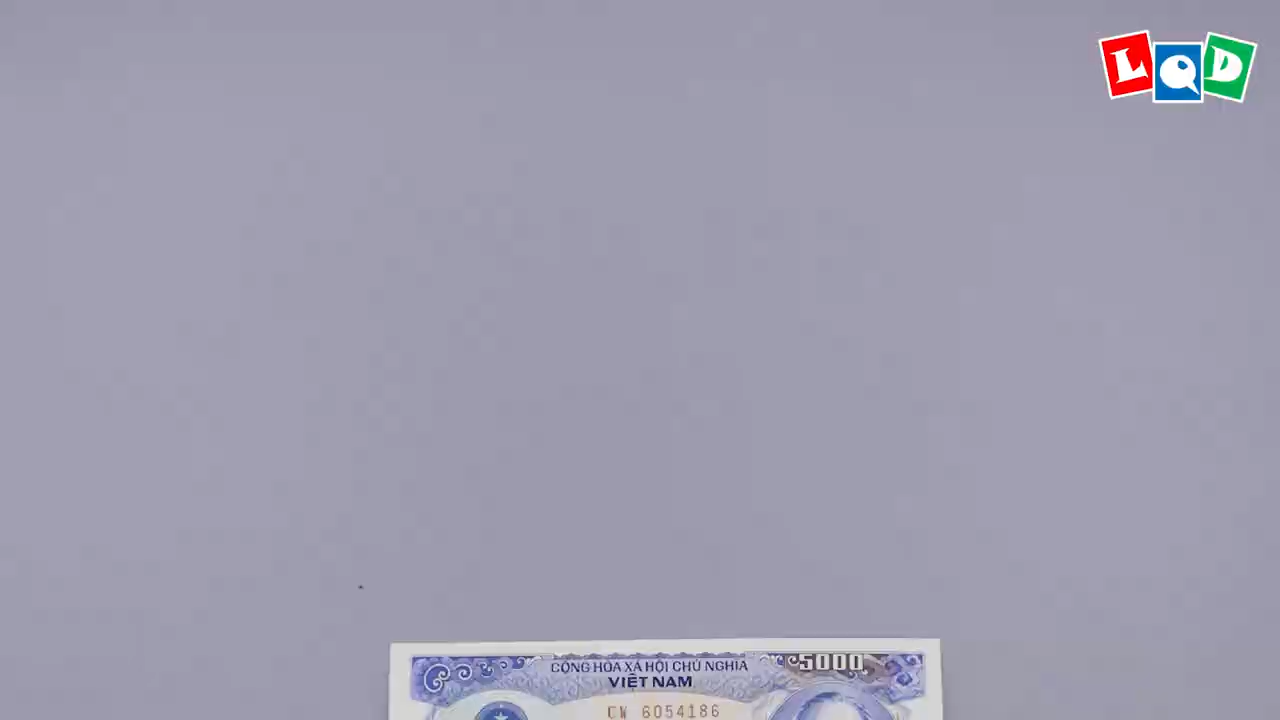 LQD
CỘNG HÒA XÃ HỘI CHỦ NGHĨA
5000
VIỆT NAM
CW 6054186